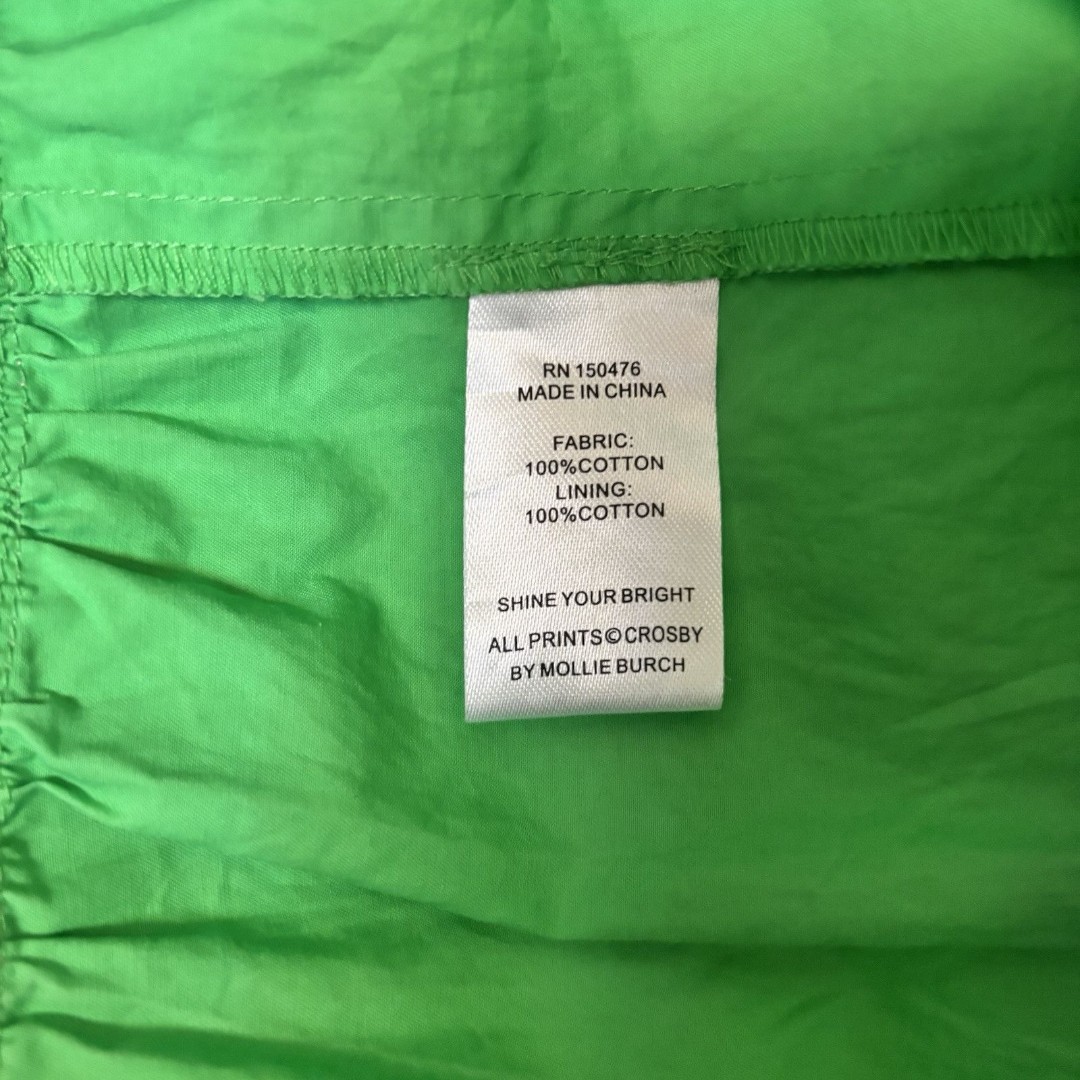 RN 150476
MADE IN CHINA
FABRIC:
100%COTTON
LINING:
100%COTTON
SHINE YOUR BRIGHT
ALL PRINTS©CROSBY
BY MOLLIE BURCH